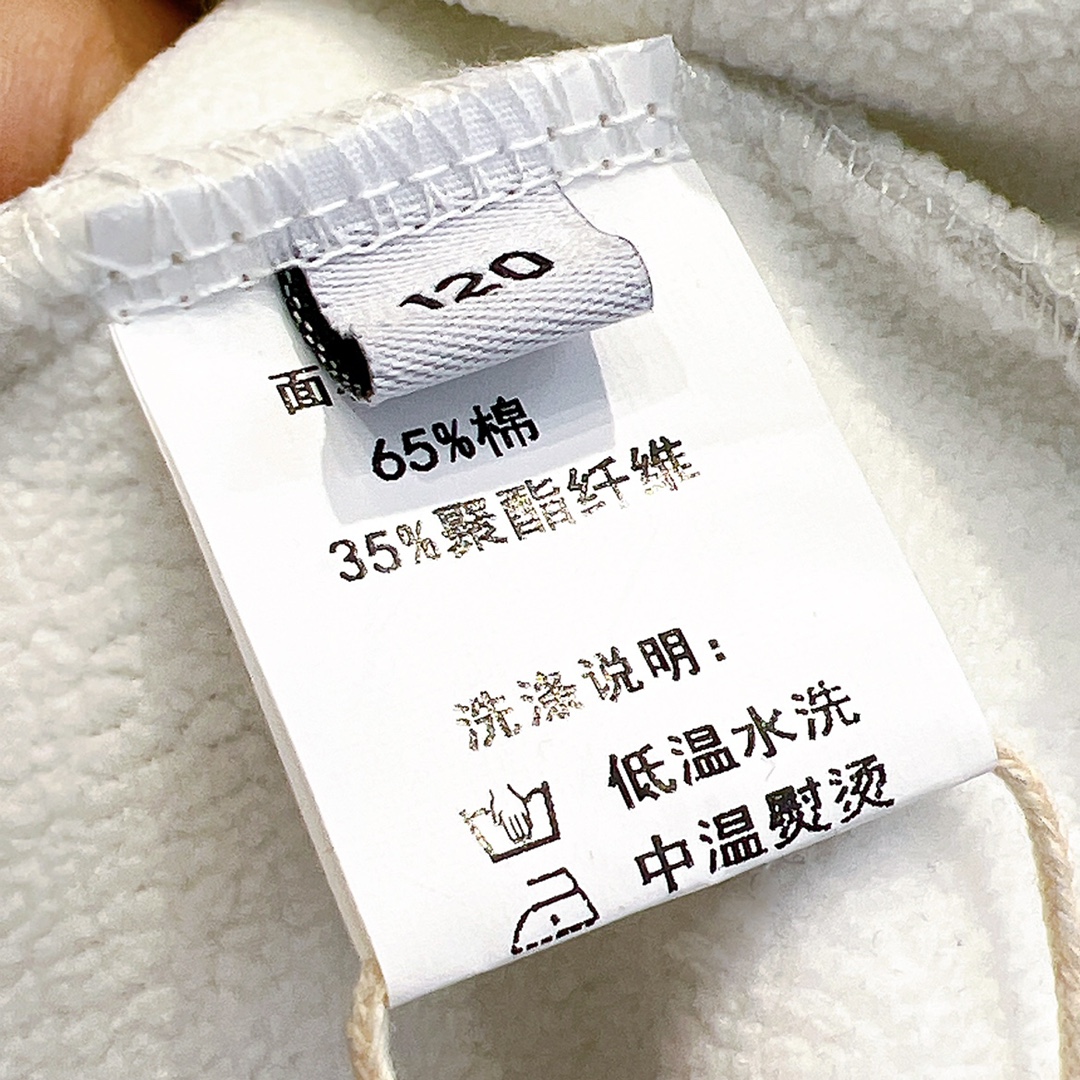 120
面
65%棉
35%聚酯纤维
洗涤说明:
低温水洗
中温熨烫